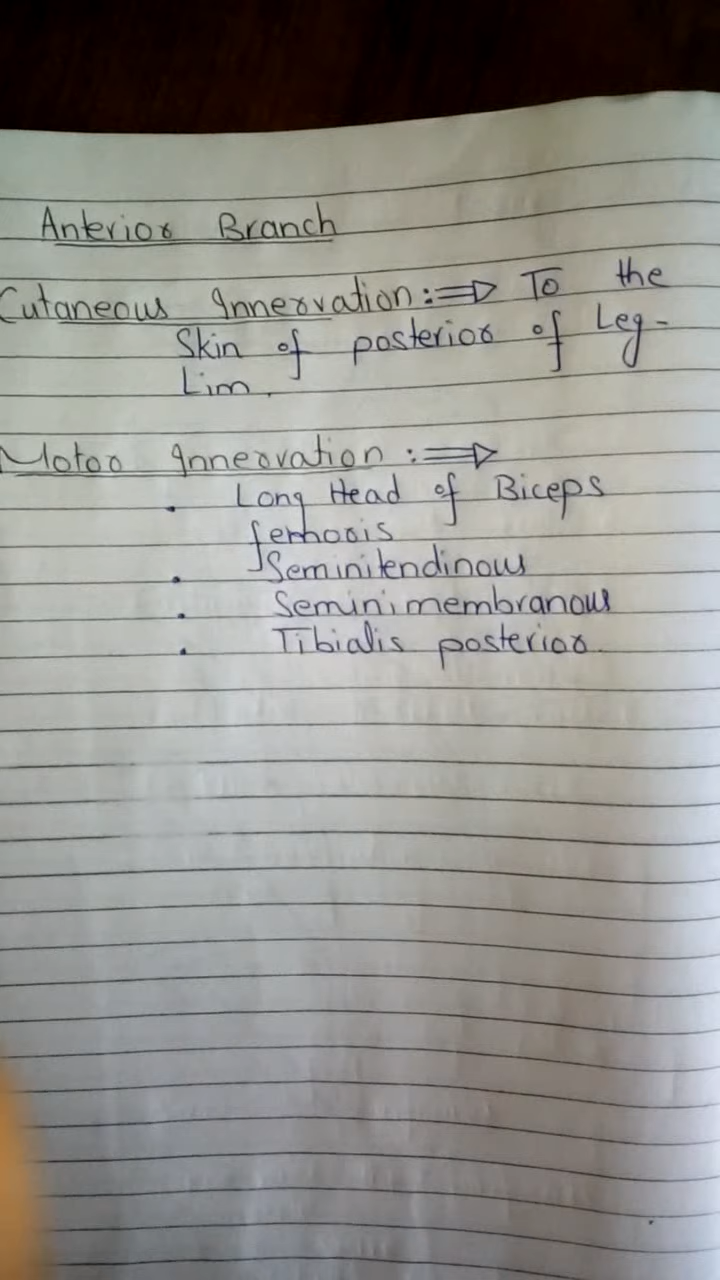 Anterior Branch
Cutaneous Innervation :⇒ To the
Skin of posterior of Leg-
Lim.
Motor Innervation :⇒
• Long Head of Biceps
femoris
• Seminitendinous
• Seminimembranous
• Tibialis posterior.